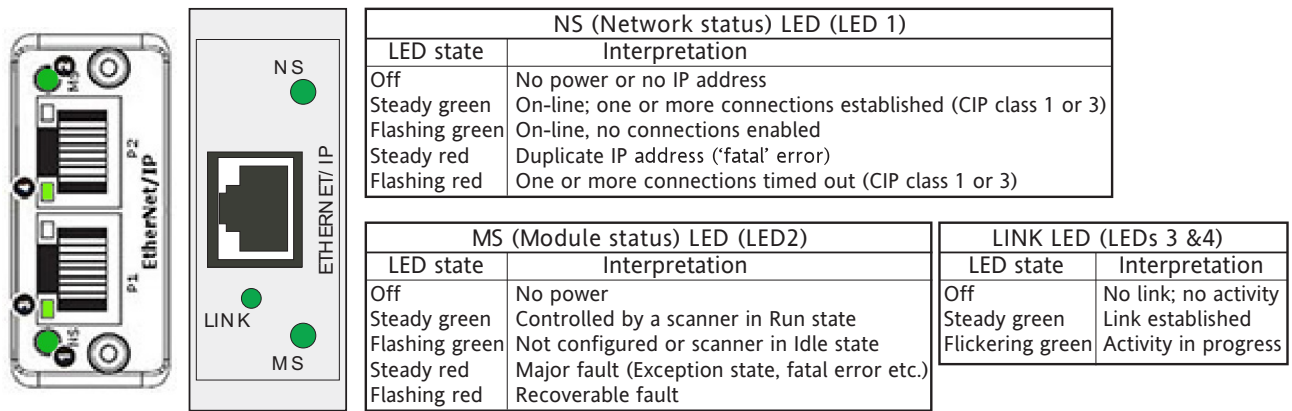 2
MS
P2
4
EtherNet/IP
P1
3
NS
1
NS
ETHERNET/IP
LINK
MS
NS (Network status) LED (LED 1)
LED state Interpretation
Off No power or no IP address
Steady green On-line; one or more connections established (CIP class 1 or 3)
Flashing green On-line, no connections enabled
Steady red Duplicate IP address (‘fatal’ error)
Flashing red One or more connections timed out (CIP class 1 or 3)
MS (Module status) LED (LED2)
LED state Interpretation
Off No power
Steady green Controlled by a scanner in Run state
Flashing green Not configured or scanner in Idle state
Steady red Major fault (Exception state, fatal error etc.)
Flashing red Recoverable fault
LINK LED (LEDs 3 &4)
LED state Interpretation
Off No link; no activity
Steady green Link established
Flickering green Activity in progress